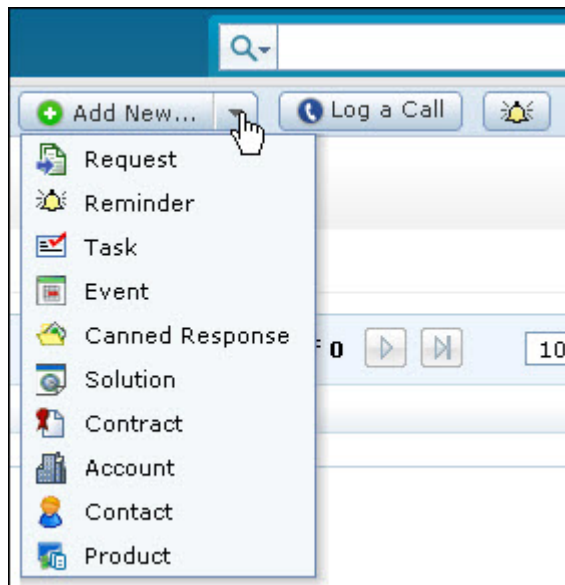 Add New...
Log a Call
Request
Reminder
Task
Event
Canned Response
0
10
Solution
Contract
Account
Contact
Product